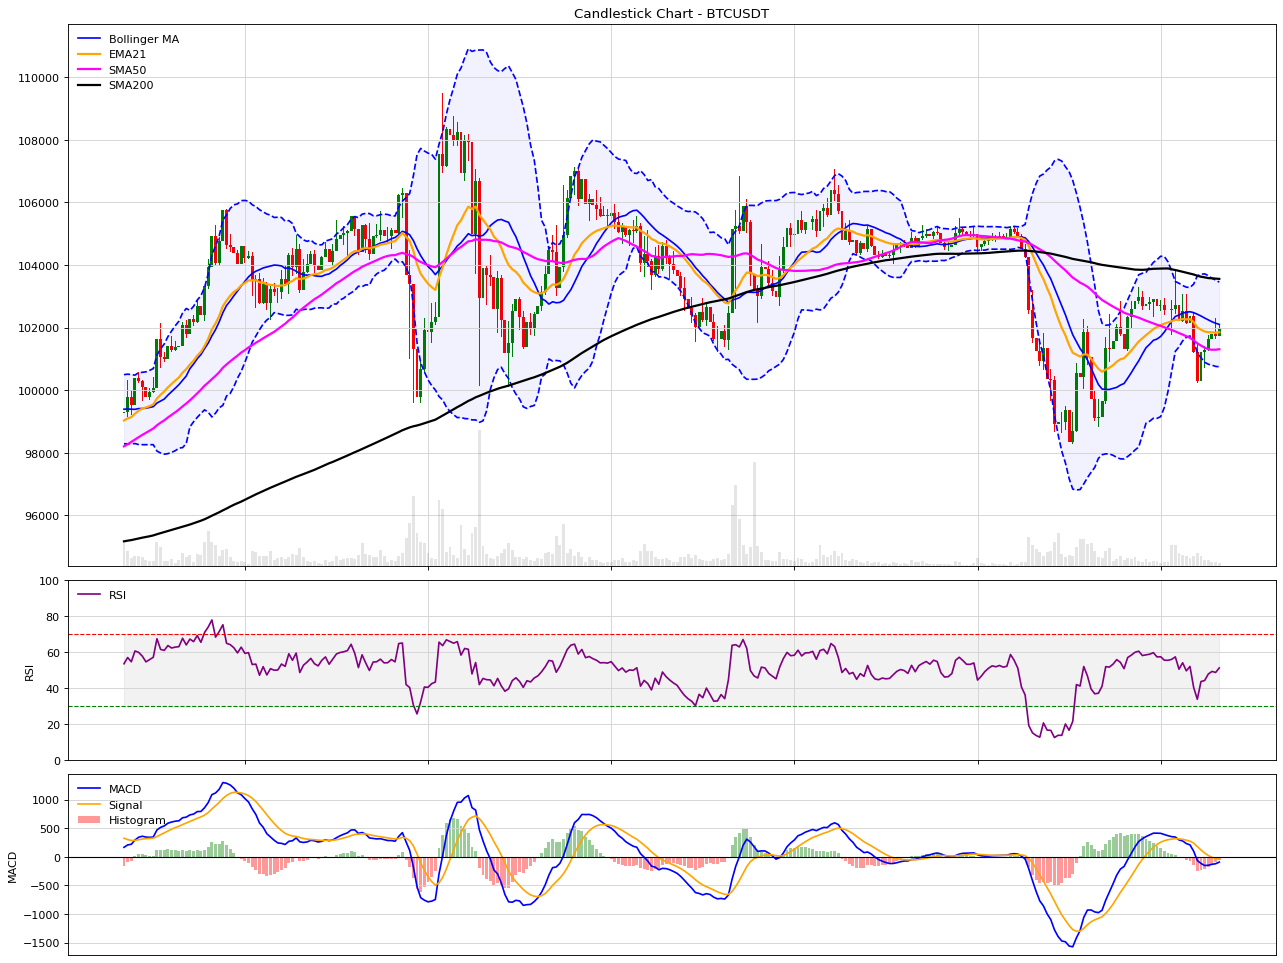 Candlestick Chart - BTCUSDT
Bollinger MA
EMA21
SMA50
SMA200
110000
108000
106000
104000
102000
100000
98000
96000
RSI
100
80
60
40
20
0
RSI
MACD
Signal
Histogram
1000
500
0
−500
−1000
−1500
MACD